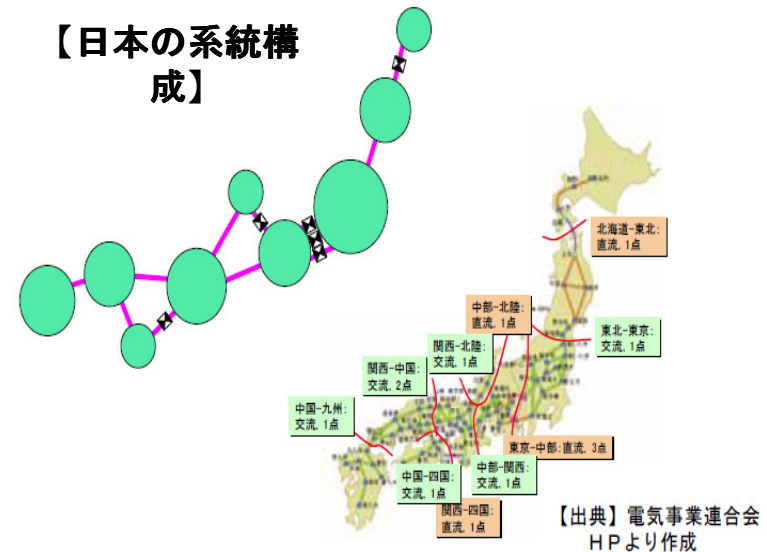 【日本の系統構
成】
北海道-東北:
直流,1点
中部-北陸:
直流,1点
東北-東京:
交流,1点
関西-北陸:
交流,1点
関西-中国:
交流,2点
中国-九州:
交流,1点
東京-中部:直流,3点
中部-関西:
交流,1点
中国-四国:
交流,1点
関西-四国:
直流,1点
【出典】電気事業連合会
HPより作成